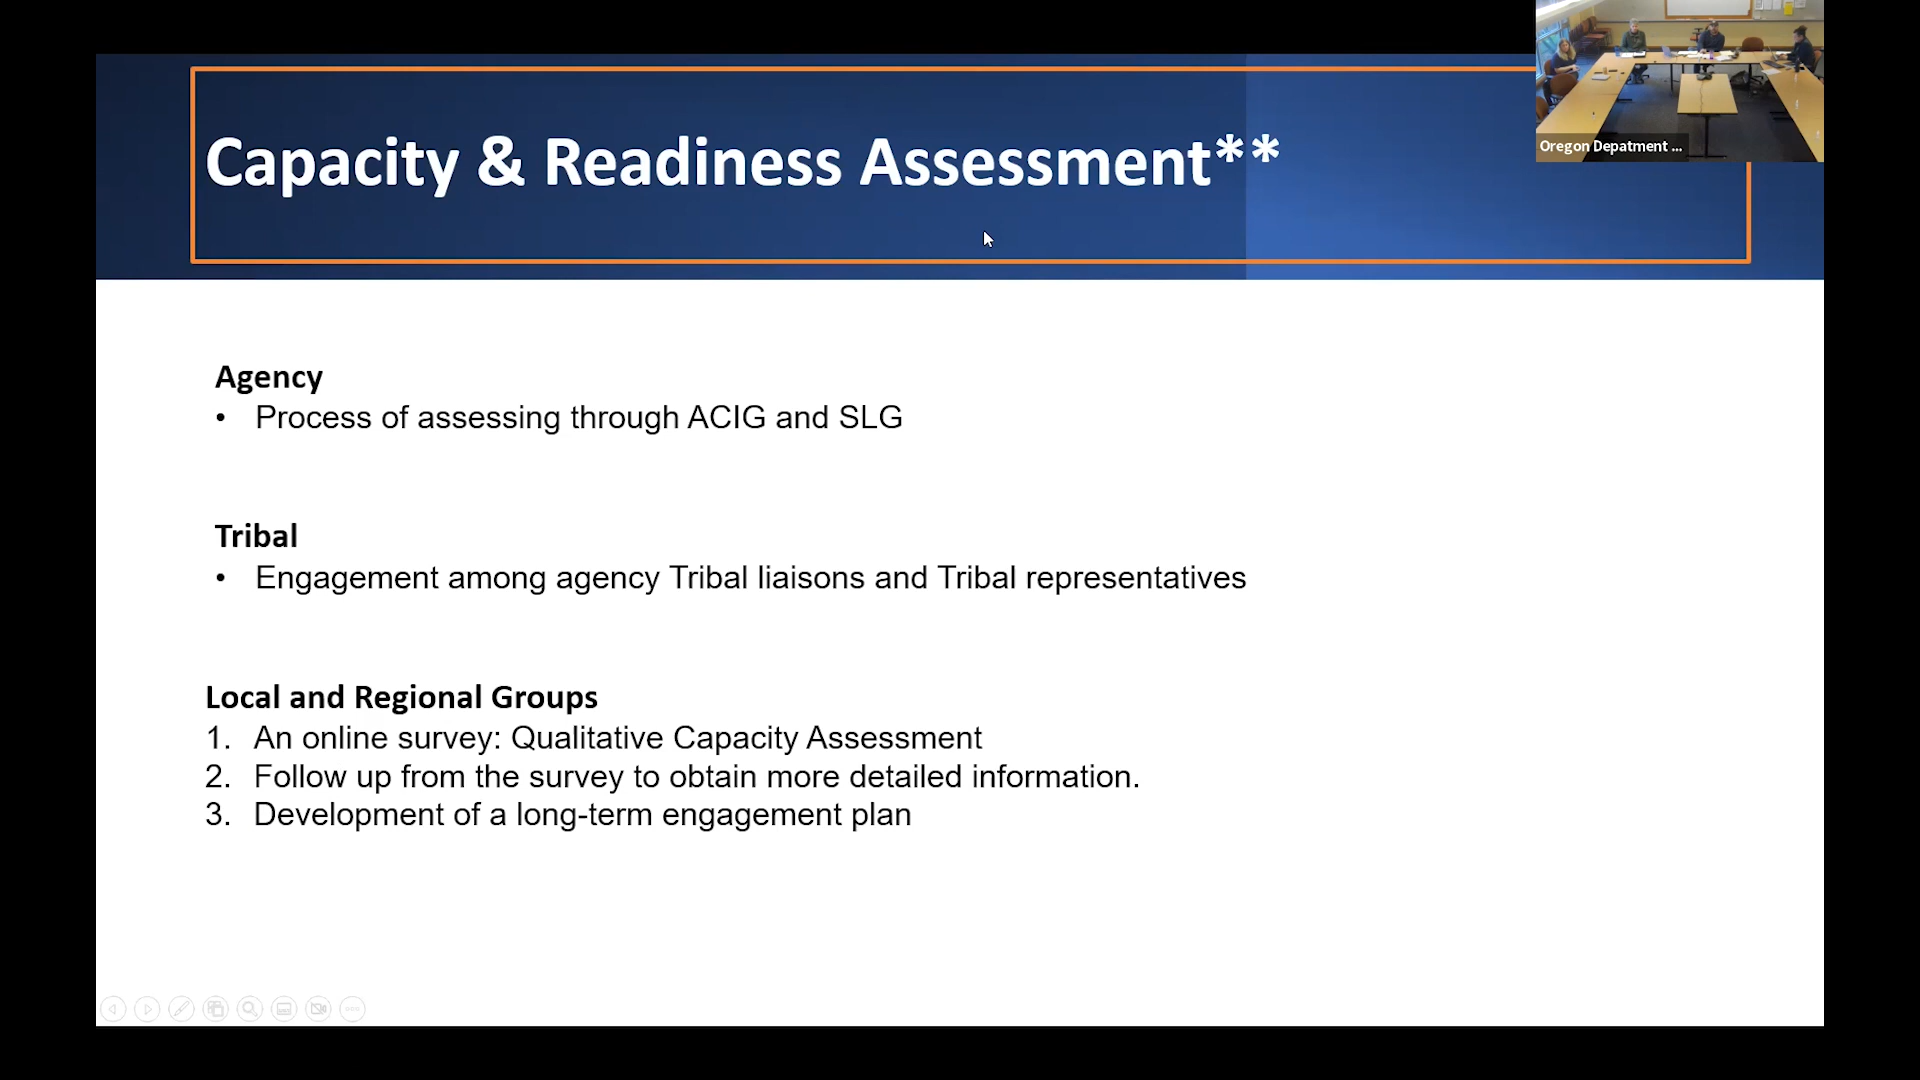 Oregon Depatment ...
Capacity & Readiness Assessment**
Agency
• Process of assessing through ACIG and SLG
Tribal
• Engagement among agency Tribal liaisons and Tribal representatives
Local and Regional Groups
1. An online survey: Qualitative Capacity Assessment
2. Follow up from the survey to obtain more detailed information.
3. Development of a long-term engagement plan